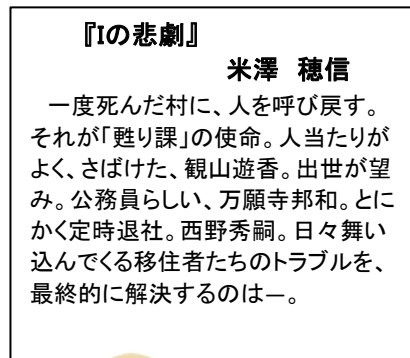 『Iの悲劇』
米澤 穂信
一度死んだ村に、人を呼び戻す。
それが「甦り課」の使命。人当たりが
よく、さばけた、観山遊香。出世が望
み。公務員らしい、万願寺邦和。とに
かく定時退社。西野秀嗣。日々舞い
込んでくる移住者たちのトラブルを、
最終的に解決するのは―。